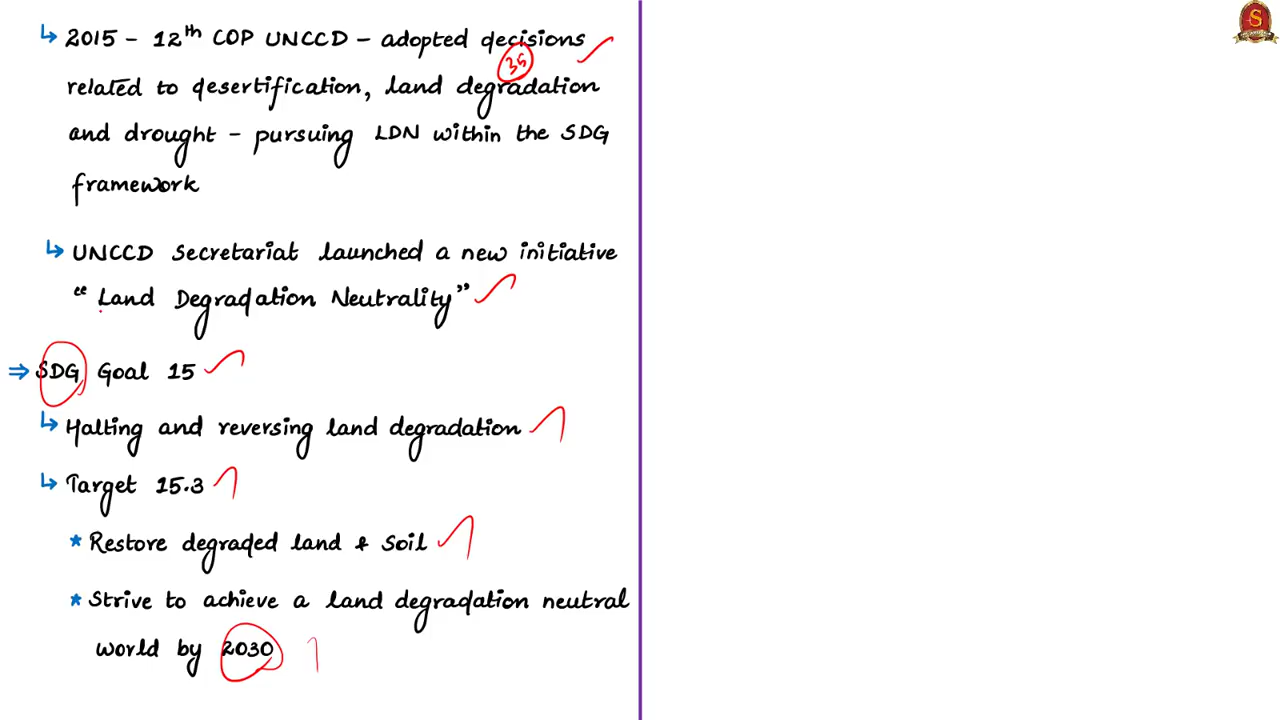 ↳ 2015 - 12th COP UNCCD - adopted decisions
35
related to desertification, land degradation
and drought - pursuing LDN within the SDG
framework
↳ UNCCD Secretariat launched a new initiative
"Land Degradation Neutrality"
⇒ SDG Goal 15
↳ Halting and reversing land degradation
↳ Target 15.3
* Restore degraded land & soil
* Strive to achieve a land degradation neutral
world by 2030
S